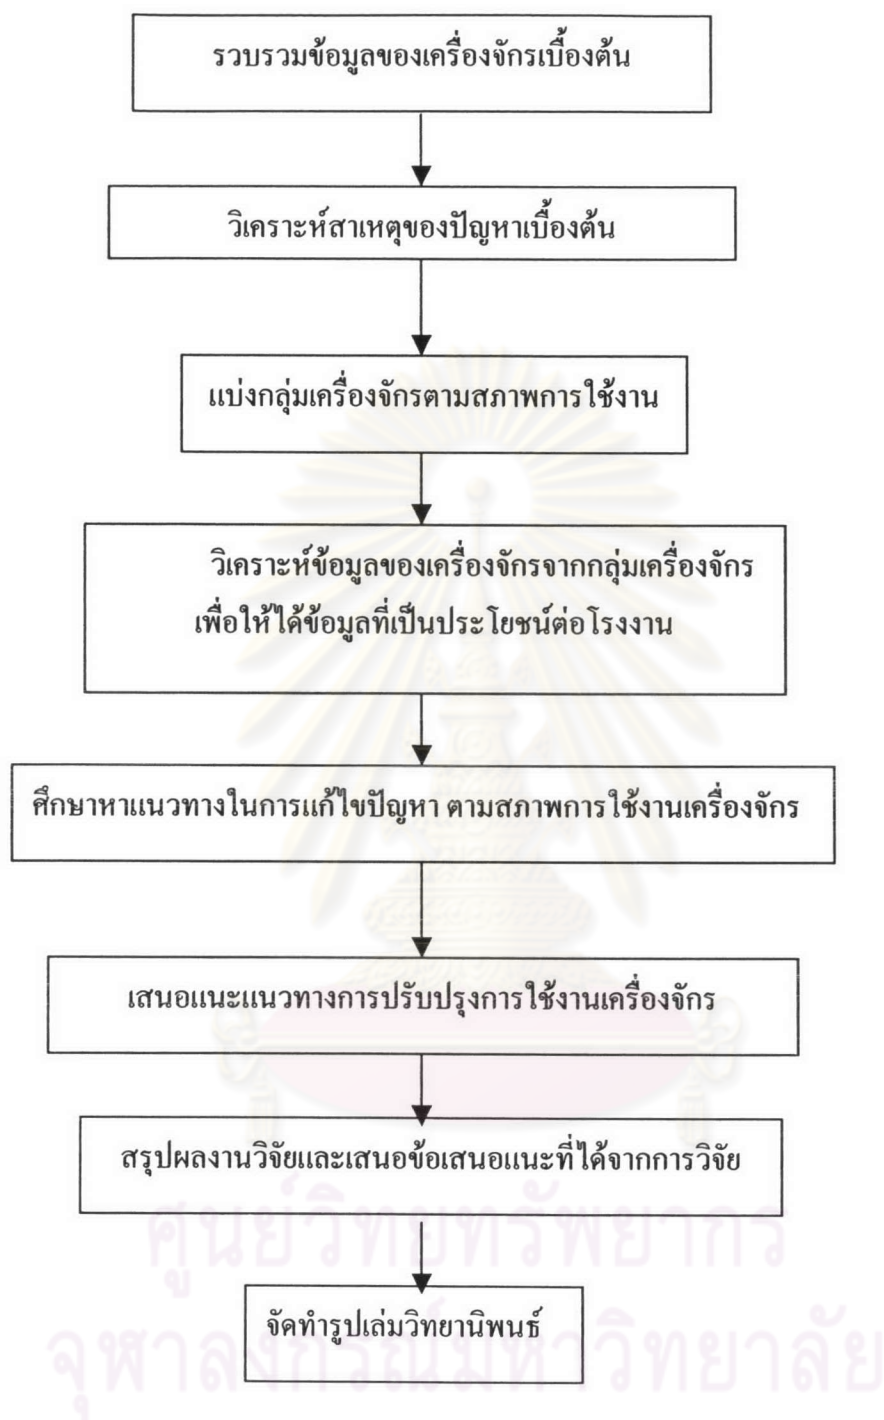 รวบรวมข้อมูลของเครื่องจักรเบื้องต้น
วิเคราะห์สาเหตุของปัญหาเบื้องต้น
แบ่งกลุ่มเครื่องจักรตามสภาพการใช้งาน
วิเคราะห์ข้อมูลของเครื่องจักรจากกลุ่มเครื่องจักร
เพื่อให้ได้ข้อมูลที่เป็นประโยชน์ต่อโรงงาน
ศึกษาหาแนวทางในการแก้ไขปัญหา ตามสภาพการใช้งานเครื่องจักร
เสนอแนะแนวทางการปรับปรุงการใช้งานเครื่องจักร
สรุปผลงานวิจัยและเสนอข้อเสนอแนะที่ได้จากการวิจัย
ศูนย์วิทยทรัพยากร
จัดทำรูปเล่มวิทยานิพนธ์
จุฬาลงกรณ์มหาวิทยาลัย